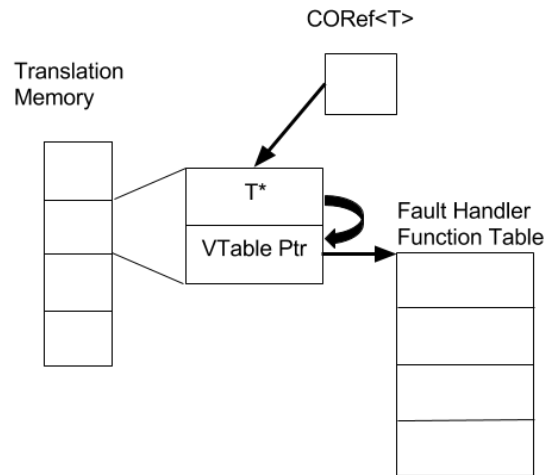 CORef<T>
Translation
Memory
T*
VTable Ptr
Fault Handler
Function Table